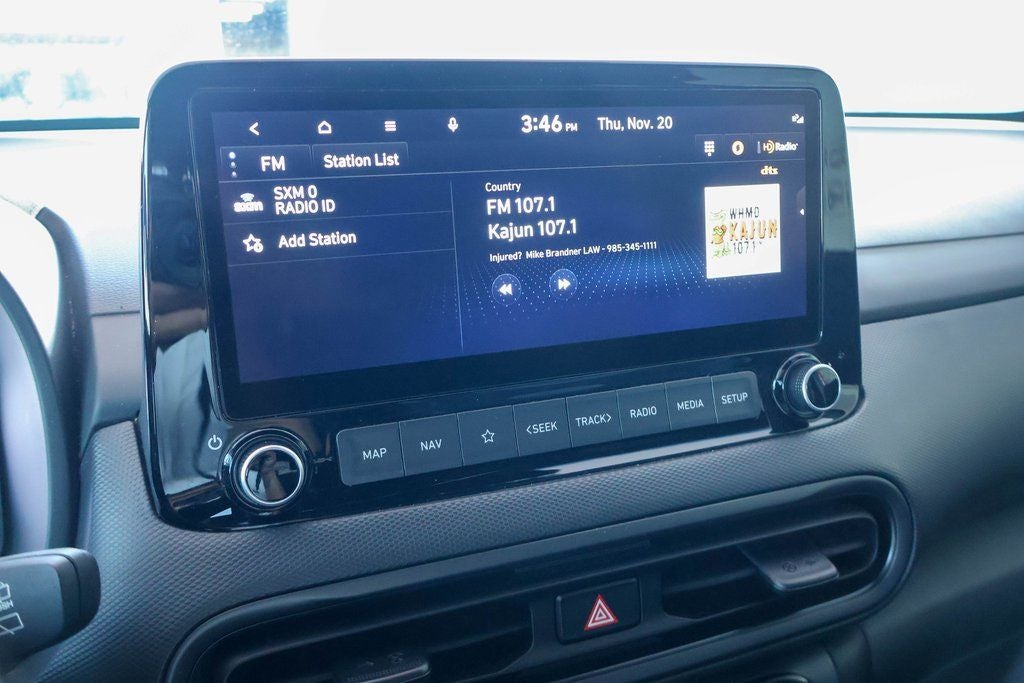 3:46 PM Thu, Nov. 20
FM Station List HD Radio
dts
SXM 0
RADIO ID
sxm
Add Station
Country
FM 107.1
Kajun 107.1
Injured? Mike Brandner LAW - 985-345-1111
WHMD
KAJUN
107.1
MAP NAV <SEEK TRACK> RADIO MEDIA SETUP